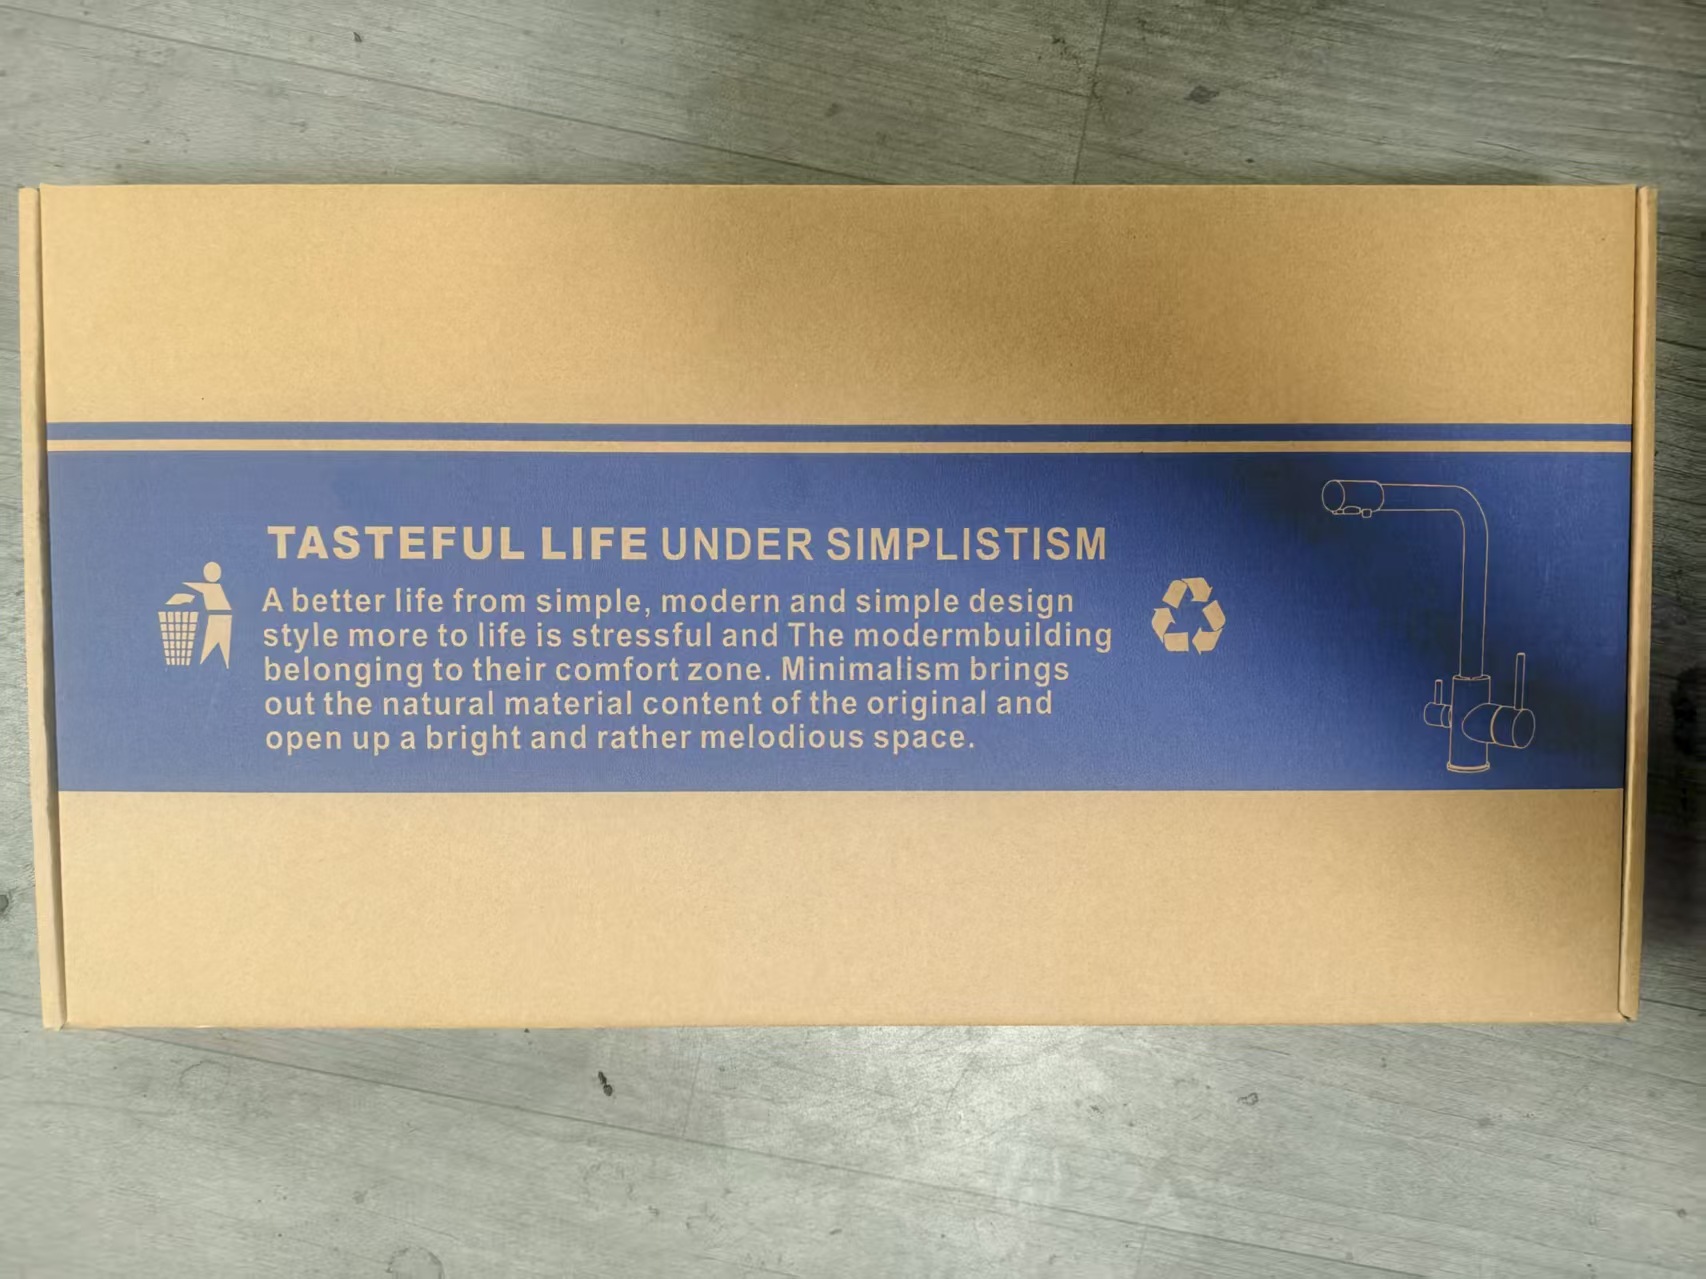 TASTEFUL LIFE UNDER SIMPLISTISM
A better life from simple, modern and simple design
style more to life is stressful and The modermbuilding
belonging to their comfort zone. Minimalism brings
out the natural material content of the original and
open up a bright and rather melodious space.